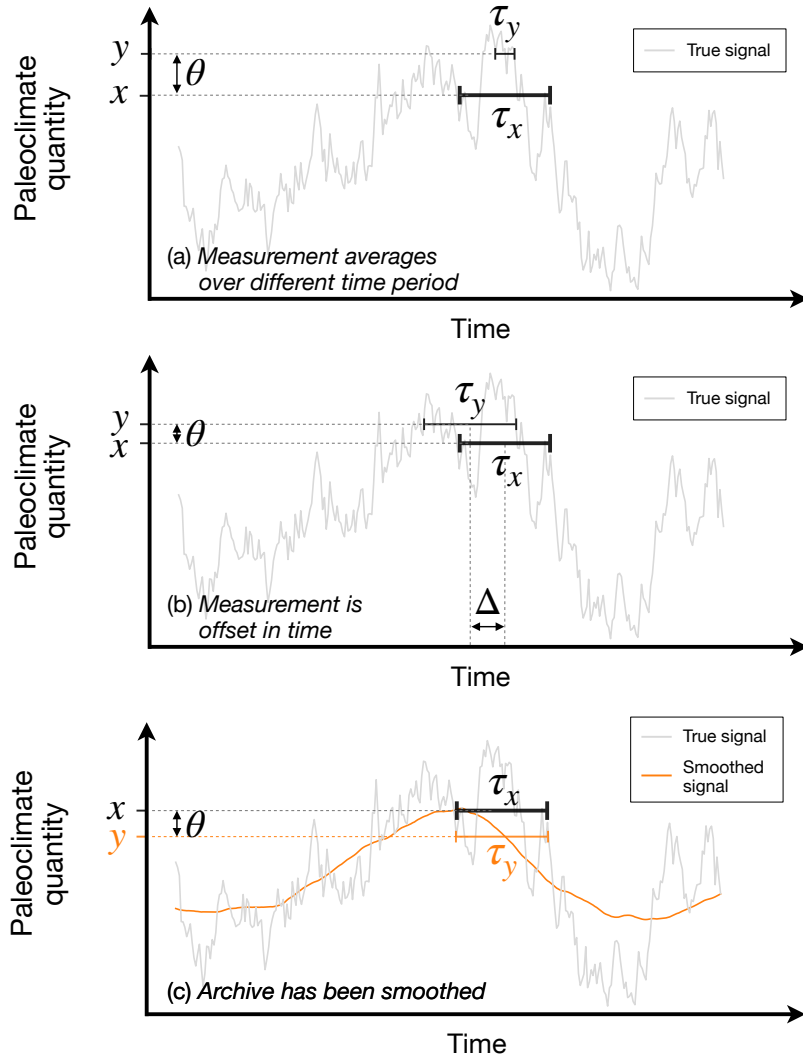 Paleoclimate
quantity
y
x
θ
τy
τx
True signal
(a) Measurement averages
over different time period
Time
Paleoclimate
quantity
y
x
θ
τy
τx
Δ
True signal
(b) Measurement is
offset in time
Time
Paleoclimate
quantity
x
y
θ
τx
τy
True signal
Smoothed
signal
(c) Archive has been smoothed
Time